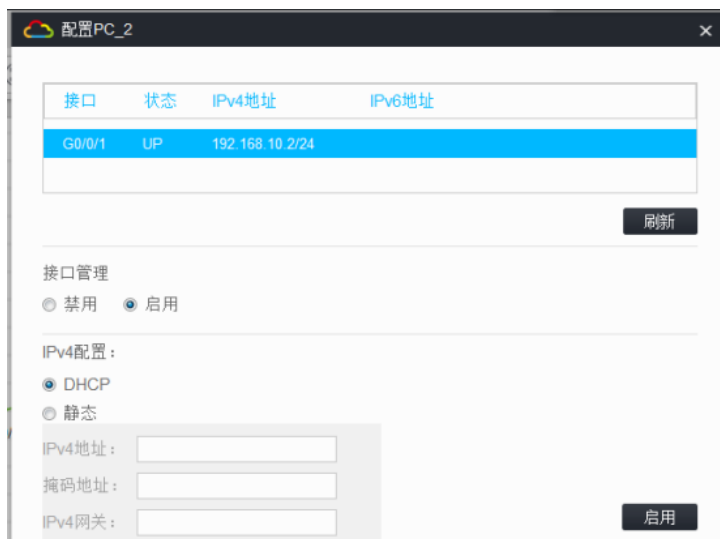 配置PC_2
接口 状态 IPv4地址 IPv6地址
G0/0/1 UP 192.168.10.2/24
刷新
接口管理
禁用 启用
IPv4配置：
DHCP
静态
IPv4地址：
掩码地址：
IPv4网关：
启用